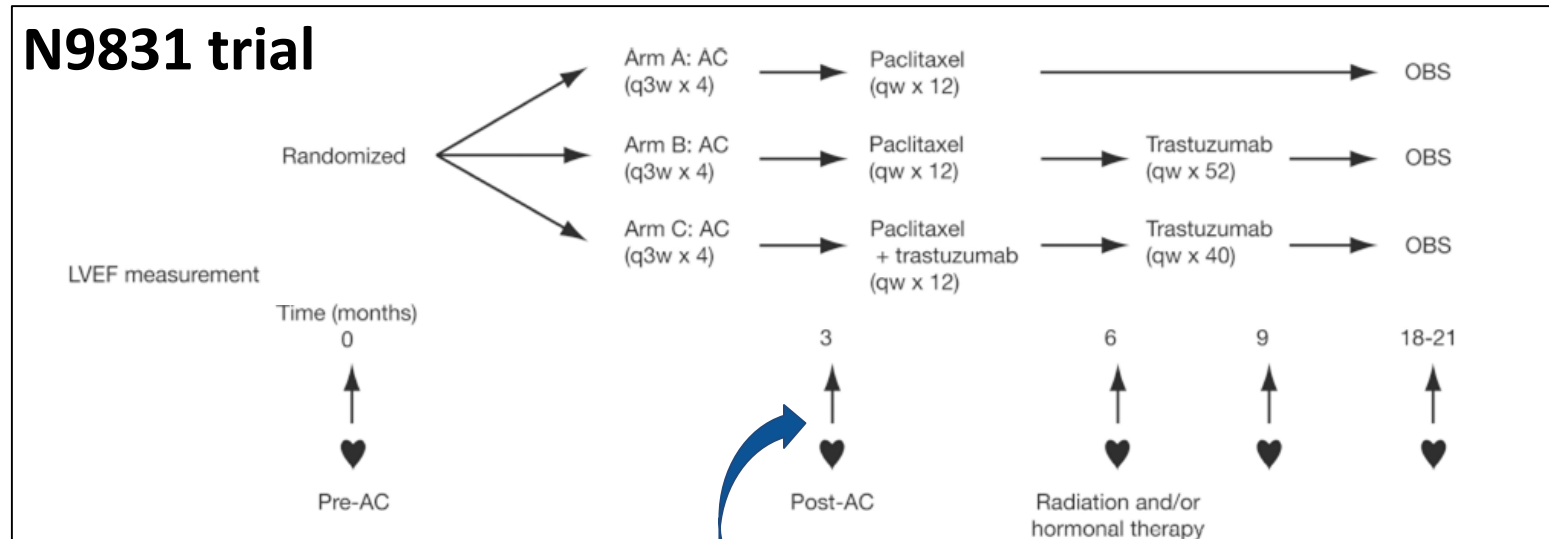 N9831 trial
Arm A: AC
(q3w x 4)
Paclitaxel
(qw x 12)
OBS
Randomized
Arm B: AC
(q3w x 4)
Paclitaxel
(qw x 12)
Trastuzumab
(qw x 52)
OBS
Arm C: AC
(q3w x 4)
Paclitaxel
+ trastuzumab
(qw x 12)
Trastuzumab
(qw x 40)
OBS
LVEF measurement
Time (months)
0
3
6
9
18-21
Pre-AC
Post-AC
Radiation and/or
hormonal therapy